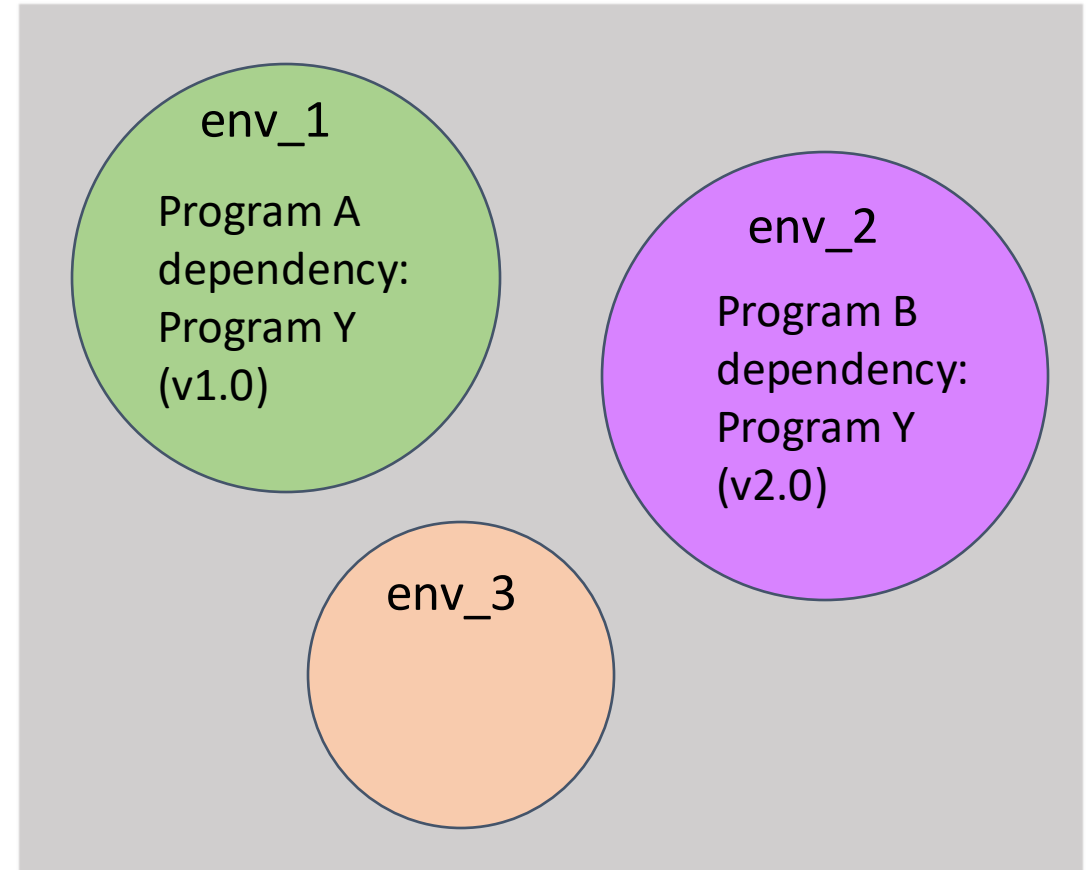 env_1
Program A
dependency:
Program Y
(v1.0)
env_2
Program B
dependency:
Program Y
(v2.0)
env_3